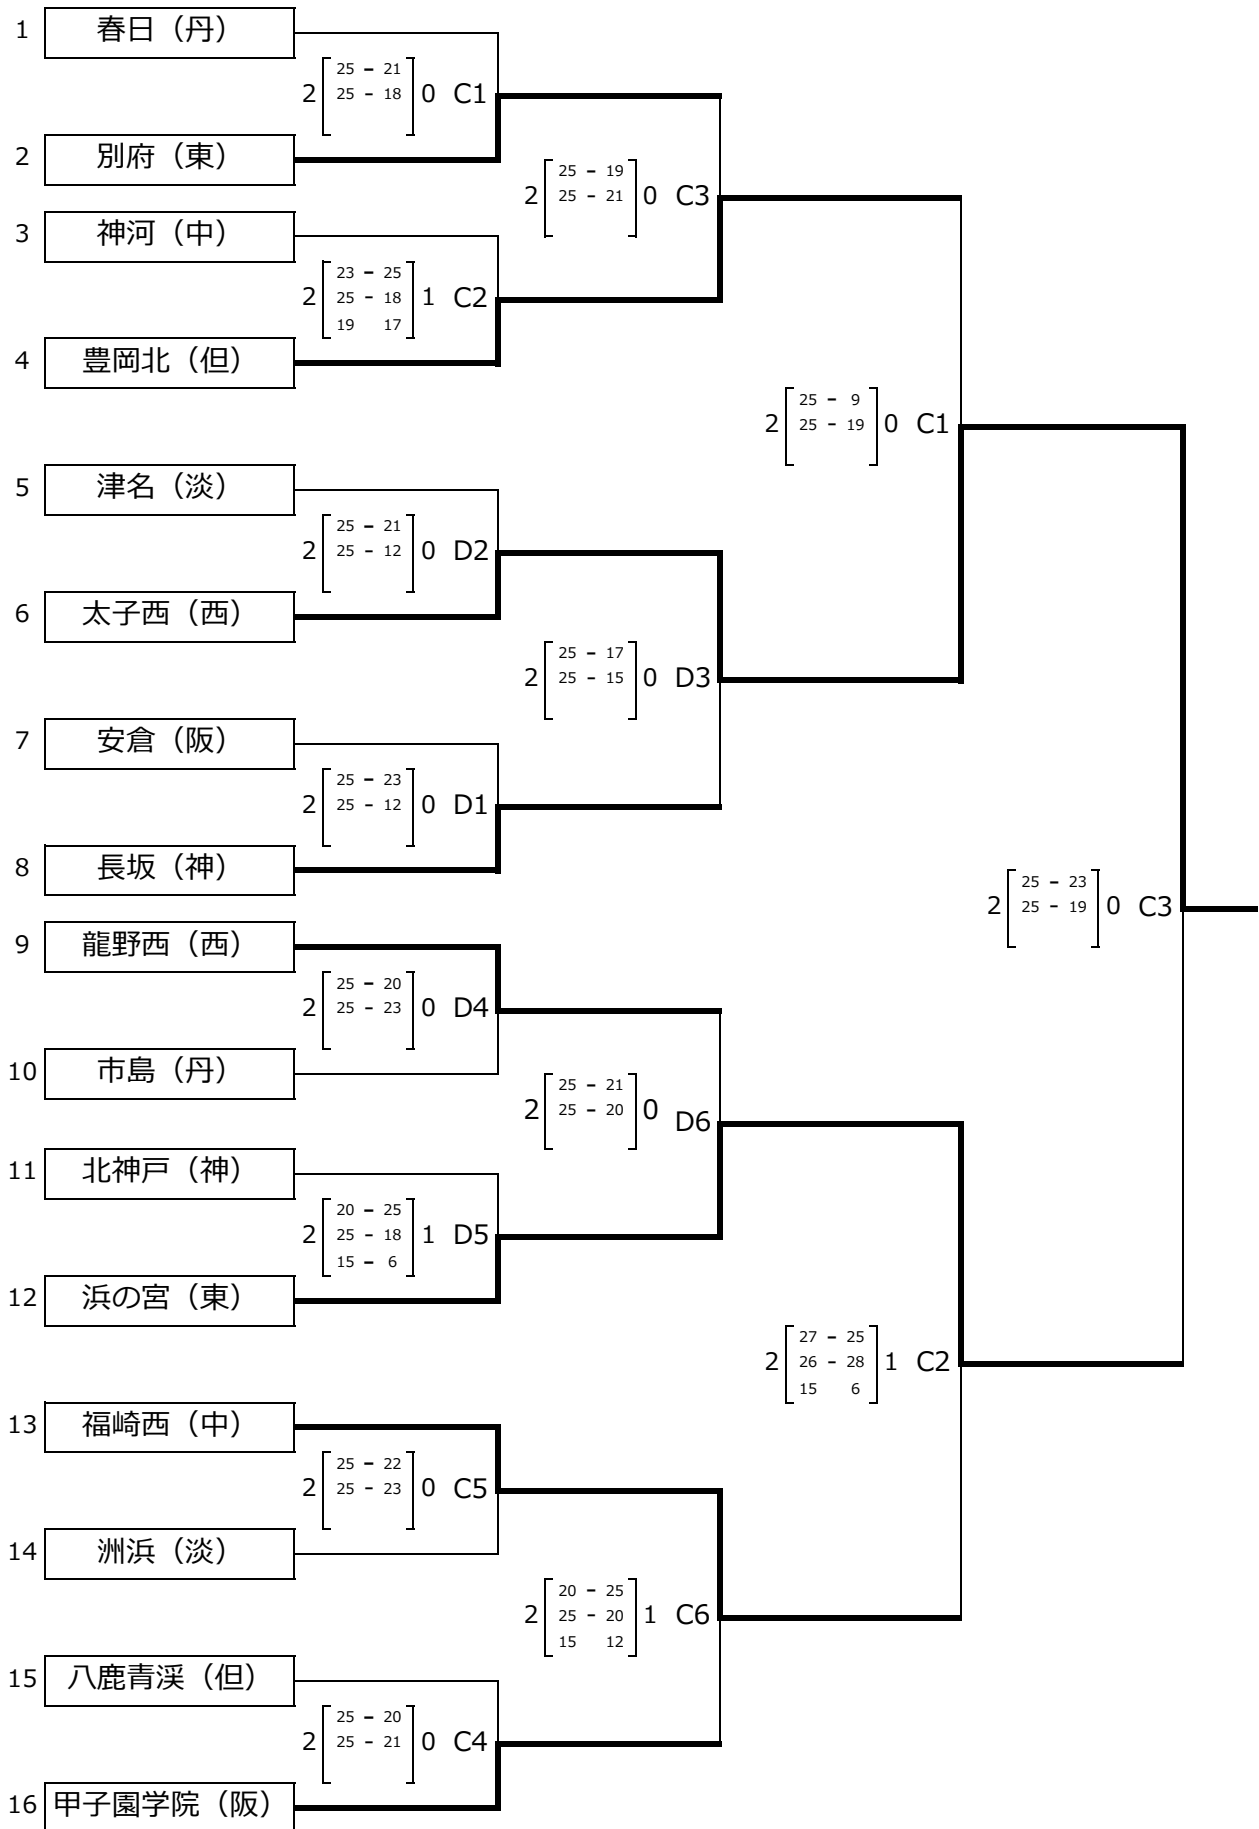 1 春日（丹）
25 - 21
2 25 - 18 0 C1
2 別府（東）
25 - 19
2 25 - 21 0 C3
3 神河（中）
23 - 25
2 25 - 18 1 C2
19 17
4 豊岡北（但）
25 - 9
2 25 - 19 0 C1
5 津名（淡）
25 - 21
2 25 - 12 0 D2
6 太子西（西）
25 - 17
2 25 - 15 0 D3
7 安倉（阪）
25 - 23
2 25 - 12 0 D1
8 長坂（神）
25 - 23
2 25 - 19 0 C3
9 龍野西（西）
25 - 20
2 25 - 23 0 D4
10 市島（丹）
25 - 21
2 25 - 20 0 D6
11 北神戸（神）
20 - 25
2 25 - 18 1 D5
15 - 6
12 浜の宮（東）
27 - 25
2 26 - 28 1 C2
15 6
13 福崎西（中）
25 - 22
2 25 - 23 0 C5
14 洲浜（淡）
20 - 25
2 25 - 20 1 C6
15 12
15 八鹿青渓（但）
25 - 20
2 25 - 21 0 C4
16 甲子園学院（阪）